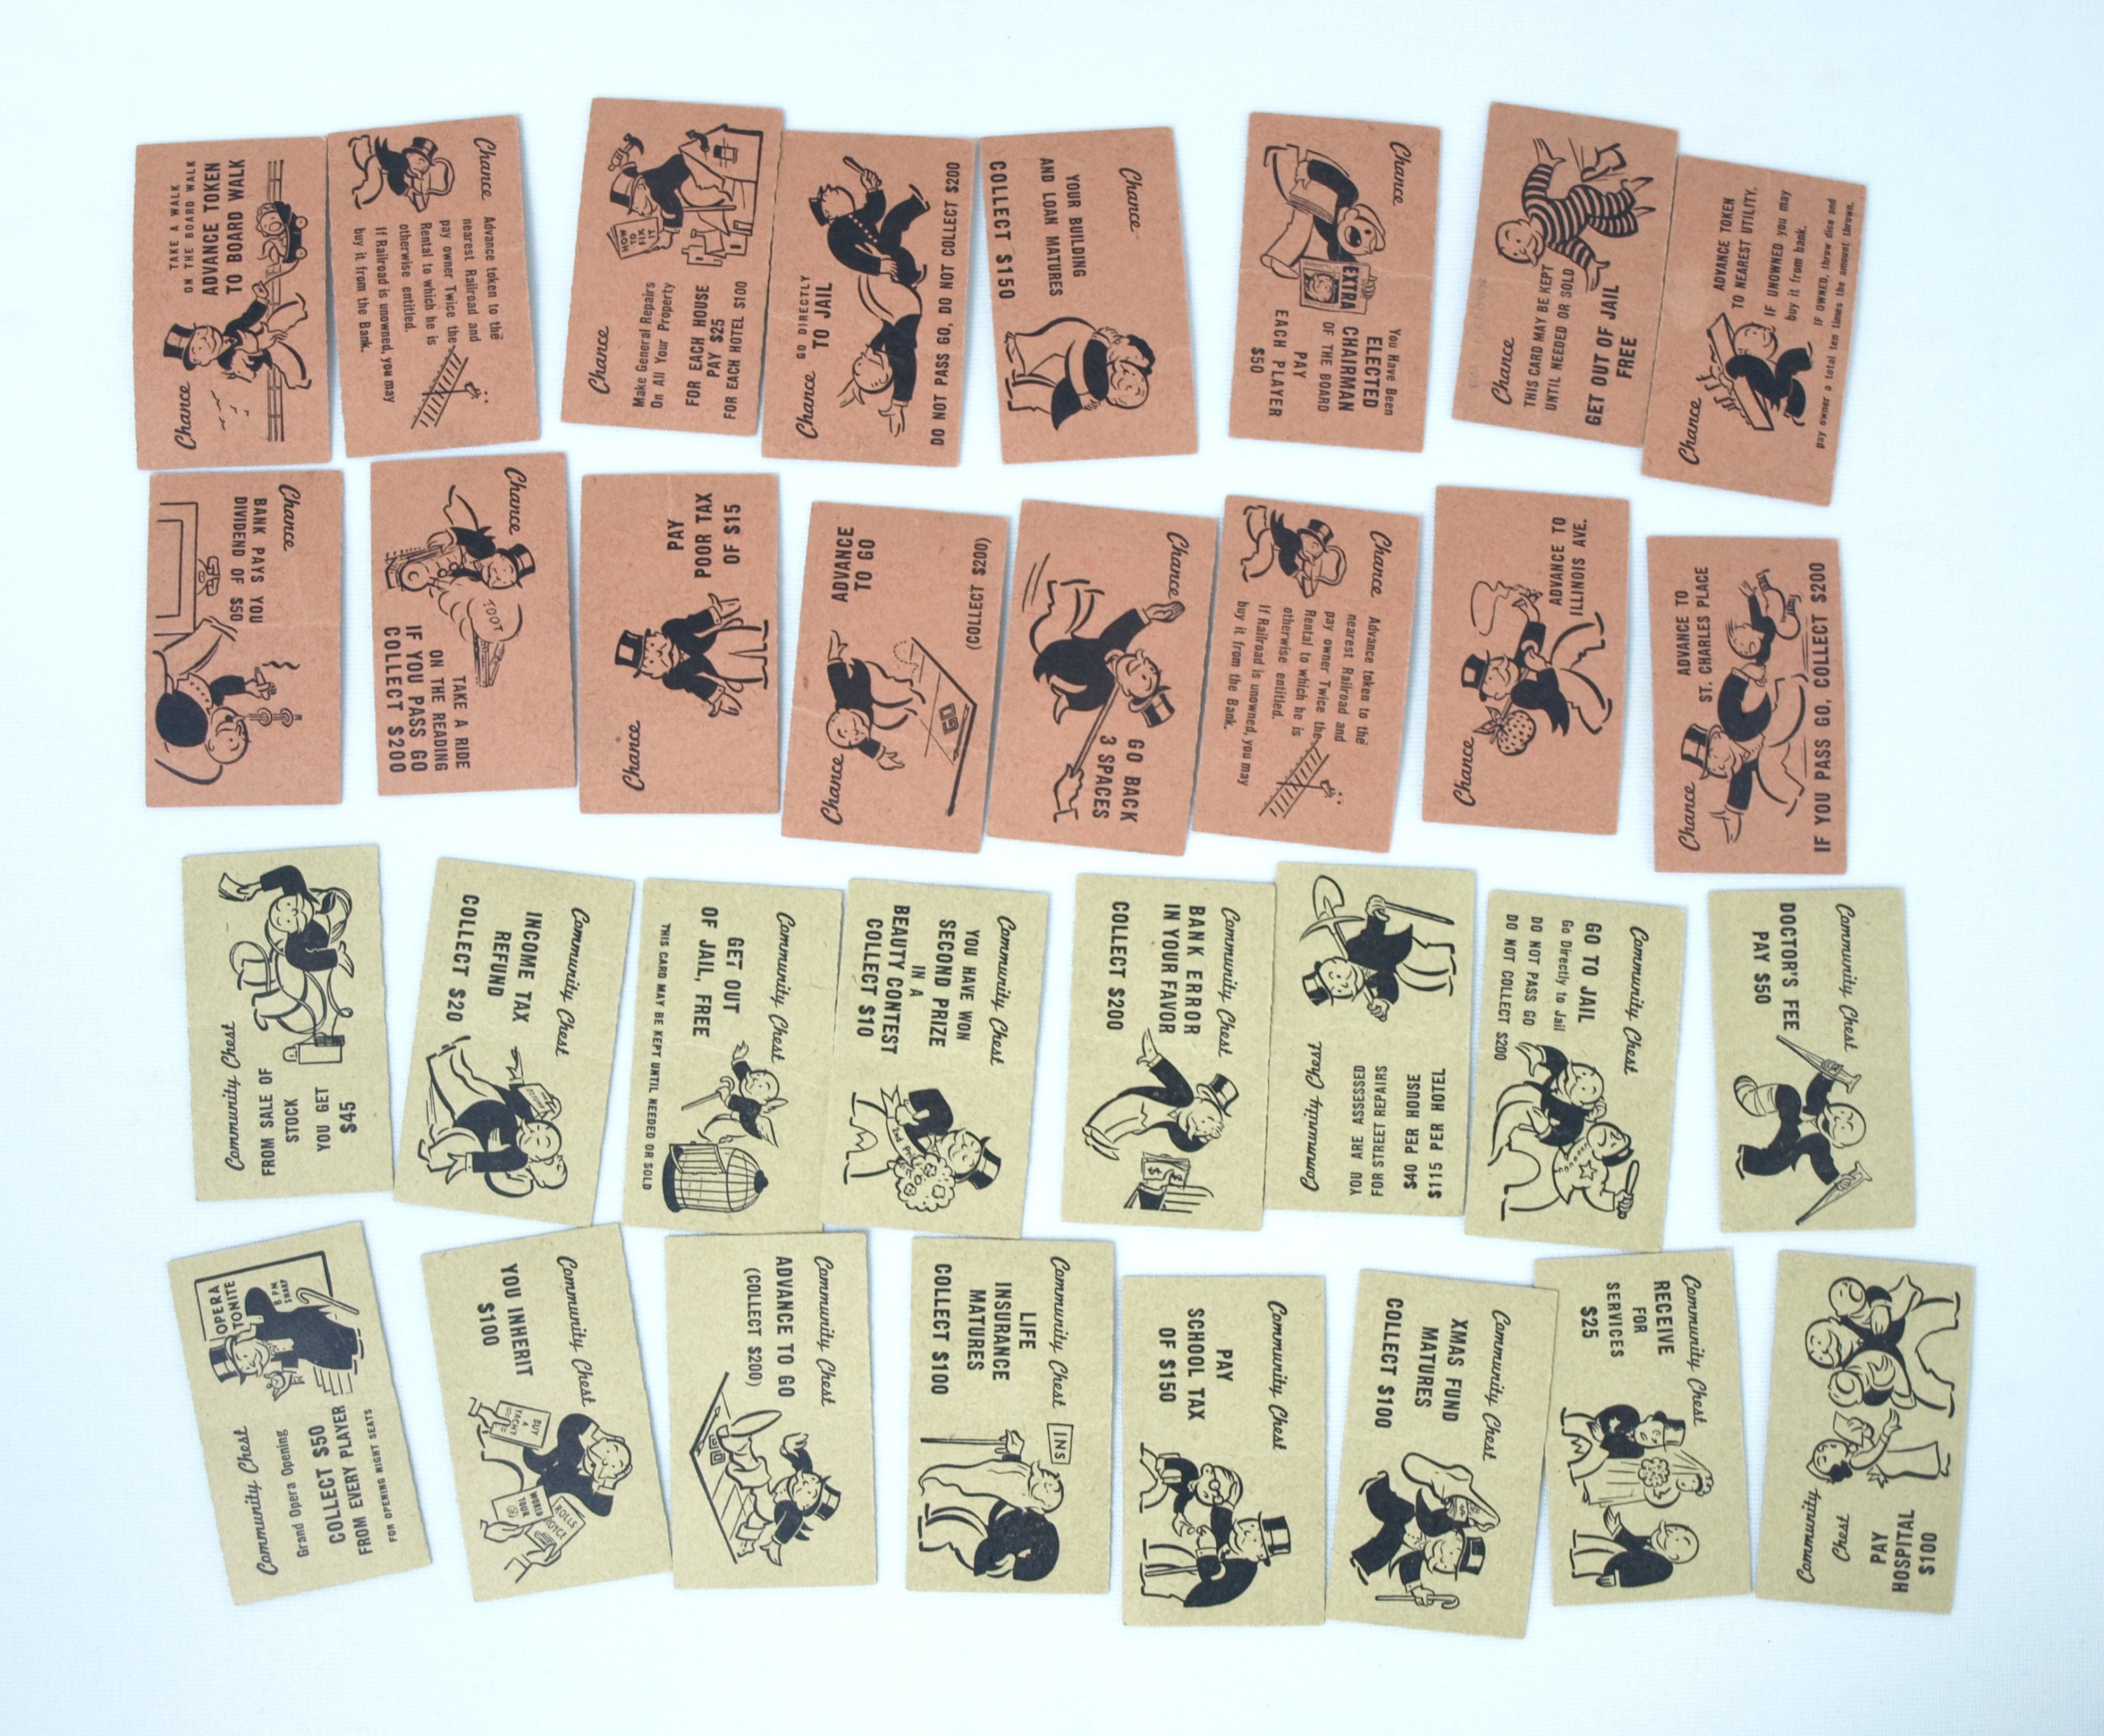 TAKE A WALK
ON THE BOARD WALK
ADVANCE TOKEN
TO BOARD WALK
Chance
Chance
Advance token to the
nearest Railroad and
pay owner Twice the
Rental to which he is
otherwise entitled.
If Railroad is unowned, you may
buy it from the Bank.
HOW
TO
FIX
IT
Chance
Make General Repairs
On All Your Property
FOR EACH HOUSE
PAY $25
FOR EACH HOTEL $100
Chance
GO DIRECTLY
TO JAIL
DO NOT PASS GO, DO NOT COLLECT $200
Chance
YOUR BUILDING
AND LOAN MATURES
COLLECT $150
Chance
EXTRA
You Have Been
ELECTED
CHAIRMAN
OF THE BOARD
PAY
EACH PLAYER
$50
Chance
THIS CARD MAY BE KEPT
UNTIL NEEDED OR SOLD
GET OUT OF JAIL
FREE
Chance
ADVANCE TOKEN
TO NEAREST UTILITY.
IF UNOWNED you may
buy it from bank.
IF OWNED, throw dice and
pay owner a total ten times the amount thrown.
Chance
BANK PAYS YOU
DIVIDEND OF $50
Chance
TOOT
TAKE A RIDE
ON THE READING
IF YOU PASS GO
COLLECT $200
Chance
PAY
POOR TAX
OF $15
Chance
ADVANCE
TO GO
(COLLECT $200)
GO
Chance
GO BACK
3 SPACES
Chance
Advance token to the
nearest Railroad and
pay owner Twice the
Rental to which he is
otherwise entitled.
If Railroad is unowned, you may
buy it from the Bank.
Chance
ADVANCE TO
ILLINOIS AVE.
Chance
ADVANCE TO
ST. CHARLES PLACE
IF YOU PASS GO, COLLECT $200
Community Chest
FROM SALE OF
STOCK
YOU GET
$45
Community Chest
INCOME TAX
REFUND
COLLECT $20
Community Chest
GET OUT
OF JAIL, FREE
THIS CARD MAY BE KEPT UNTIL NEEDED OR SOLD
Community Chest
YOU HAVE WON
SECOND PRIZE
IN A
BEAUTY CONTEST
COLLECT $10
Community Chest
BANK ERROR
IN YOUR FAVOR
COLLECT $200
Community Chest
YOU ARE ASSESSED
FOR STREET REPAIRS
$40 PER HOUSE
$115 PER HOTEL
Community Chest
GO TO JAIL
Go Directly to Jail
DO NOT PASS GO
DO NOT COLLECT $200
Community Chest
DOCTOR'S FEE
PAY $50
OPERA
TONITE
8 PM
SHARP
Community Chest
Grand Opera Opening
COLLECT $50
FROM EVERY PLAYER
FOR OPENING NIGHT SEATS
Community Chest
YOU INHERIT
$100
BUY
A
YACHT
ROLLS
ROYCE
Community Chest
ADVANCE TO GO
(COLLECT $200)
GO
Community Chest
LIFE
INSURANCE
MATURES
COLLECT $100
INS
Community Chest
PAY
SCHOOL TAX
OF $150
Community Chest
XMAS FUND
MATURES
COLLECT $100
Community Chest
RECEIVE
FOR
SERVICES
$25
Community
Chest
PAY
HOSPITAL
$100